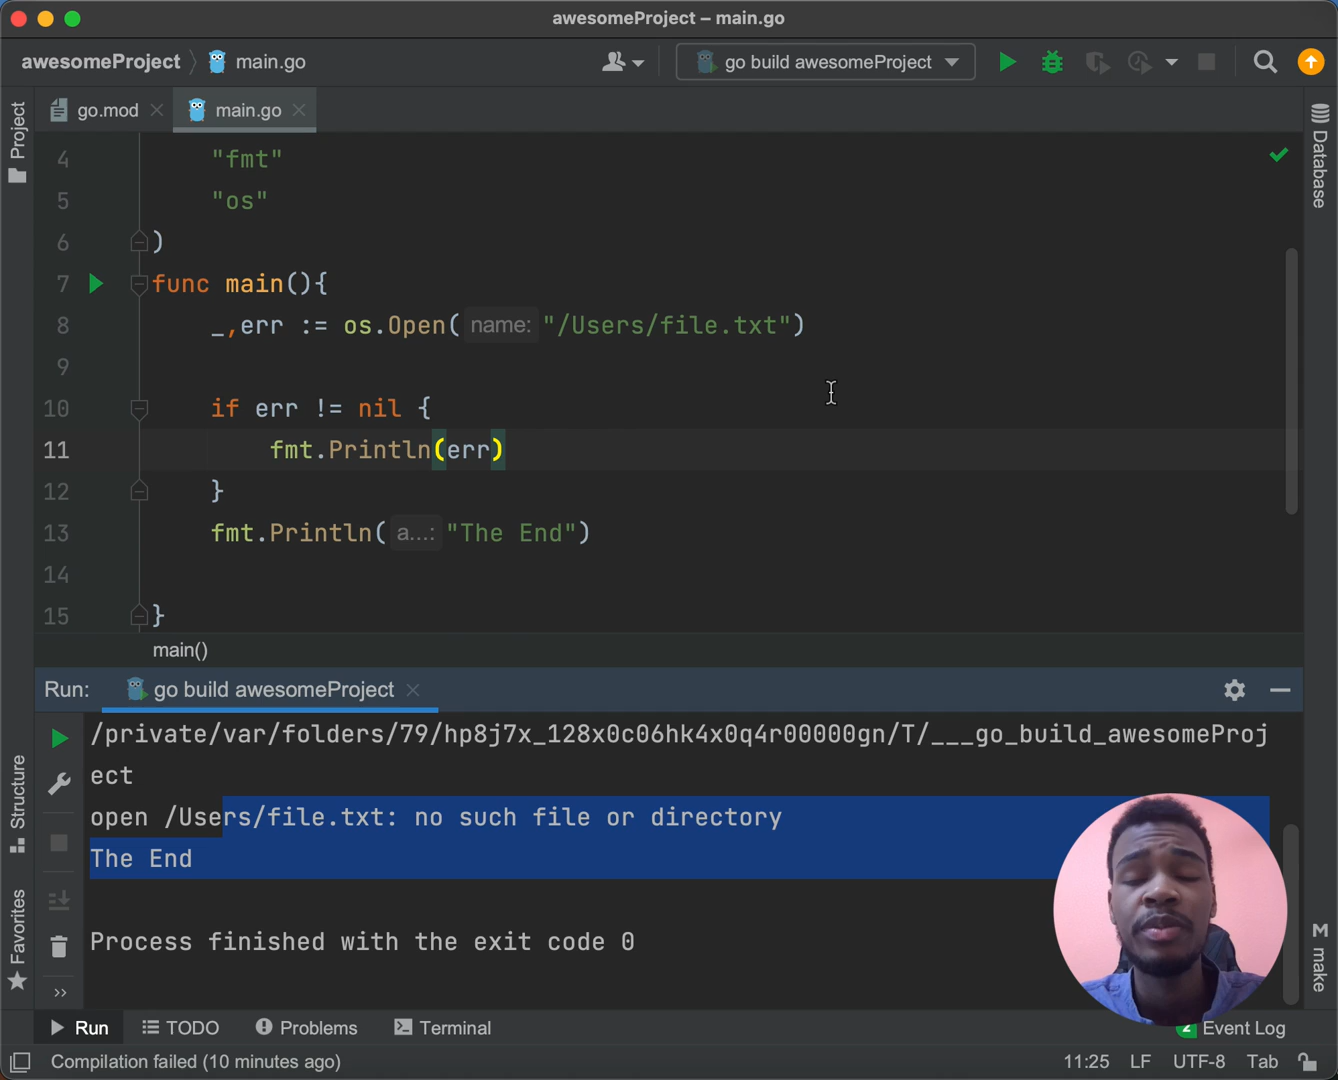 awesomeProject – main.go
awesomeProject main.go go build awesomeProject
go.mod main.go
Project
Database
4 "fmt"
5 "os"
6 )
7 func main(){
8 _,err := os.Open( name: "/Users/file.txt")
9
10 if err != nil {
11 fmt.Println(err)
12 }
13 fmt.Println( a...: "The End")
14
15 }
main()
Run: go build awesomeProject
/private/var/folders/79/hp8j7x_128x0c06hk4x0q4r00000gn/T/___go_build_awesomeProj
ect
open /Users/file.txt: no such file or directory
The End
Process finished with the exit code 0
Structure
Favorites
M make
Run TODO Problems Terminal 2 Event Log
Compilation failed (10 minutes ago) 11:25 LF UTF-8 Tab